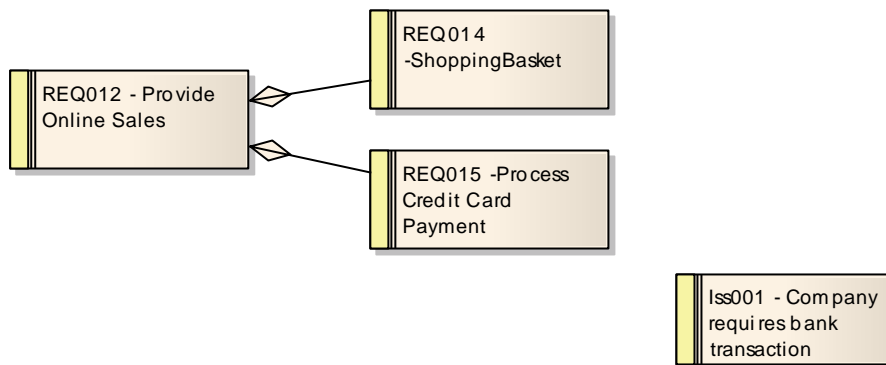 REQ014
-ShoppingBasket
REQ012 - Provide
Online Sales
REQ015 -Process
Credit Card
Payment
Iss001 - Company
requires bank
transaction